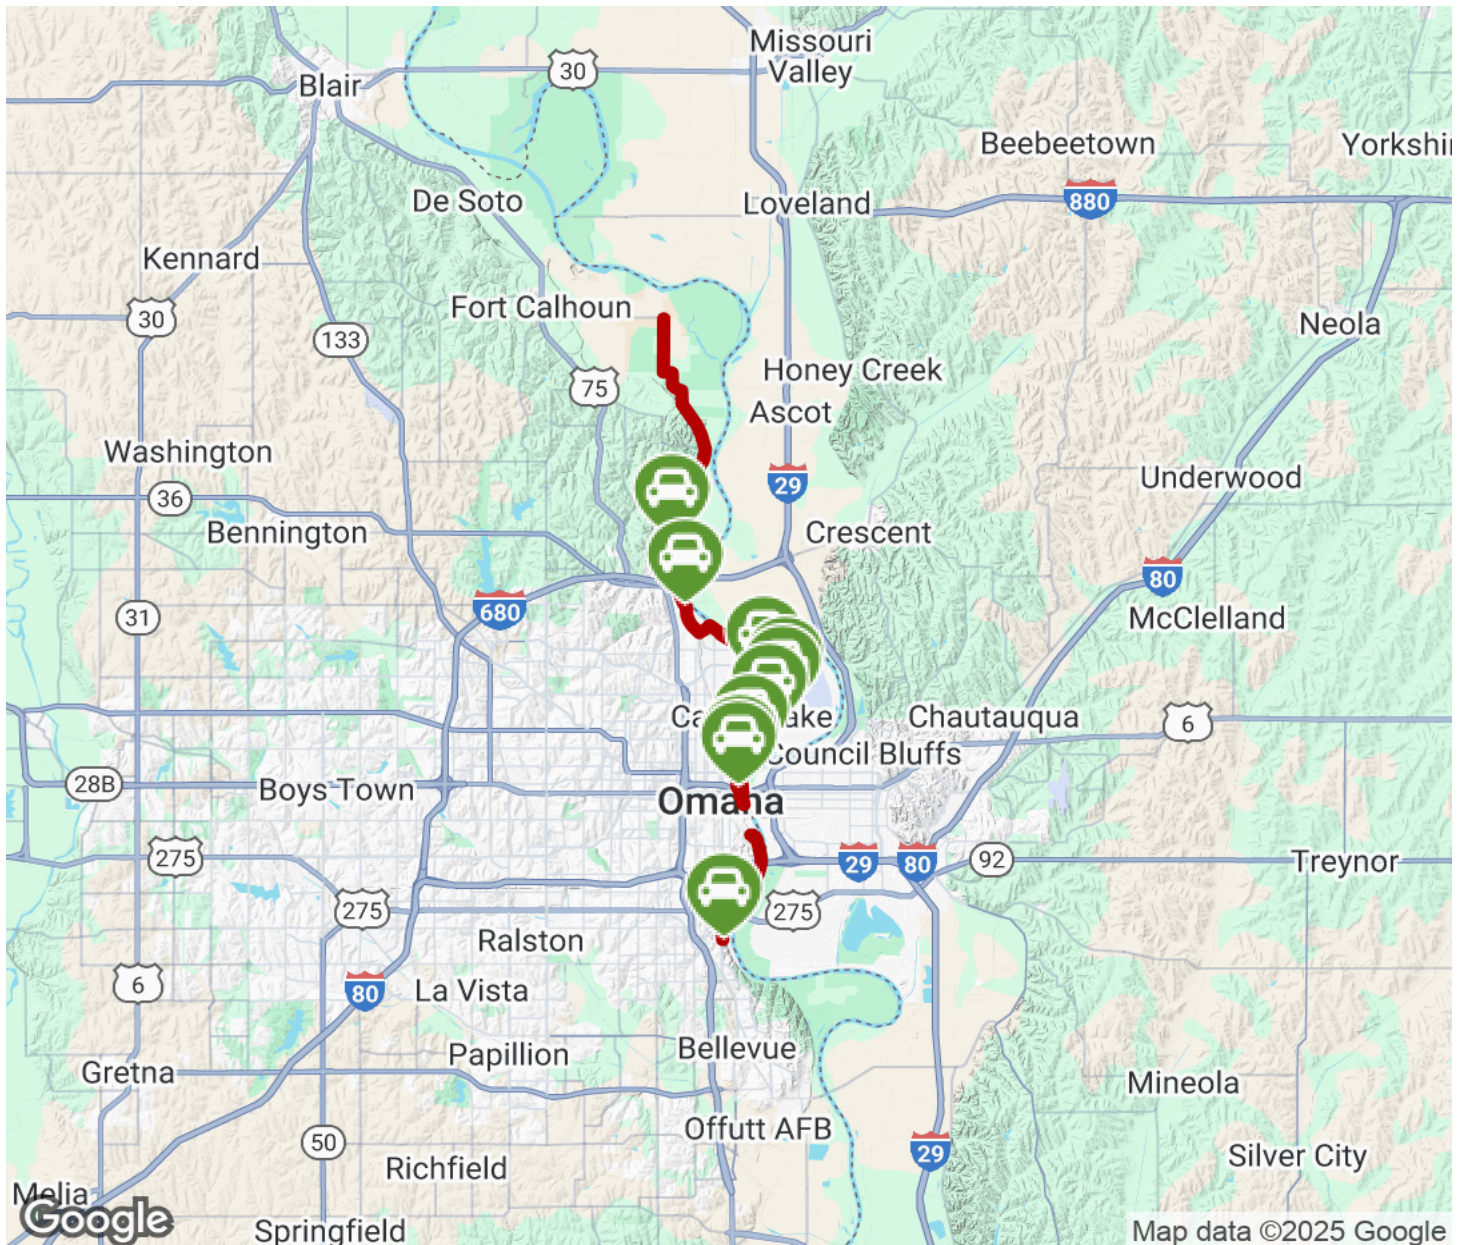 Missouri
Valley
30
Blair
Beebeetown
De Soto
Loveland
880
Kennard
Fort Calhoun
30
133
Neola
75
Honey Creek
Ascot
Washington
36
29
Underwood
Bennington
Crescent
80
680
31
McClelland
Chautauqua
6
Council Bluffs
28B
Boys Town
Omaha
275
29
80
92
Treynor
275
275
Ralston
6
80
La Vista
Papillion
Bellevue
Gretna
Mineola
Offutt AFB
50
29
Silver City
Richfield
Melia
Google
Springfield
Map data ©2025 Google